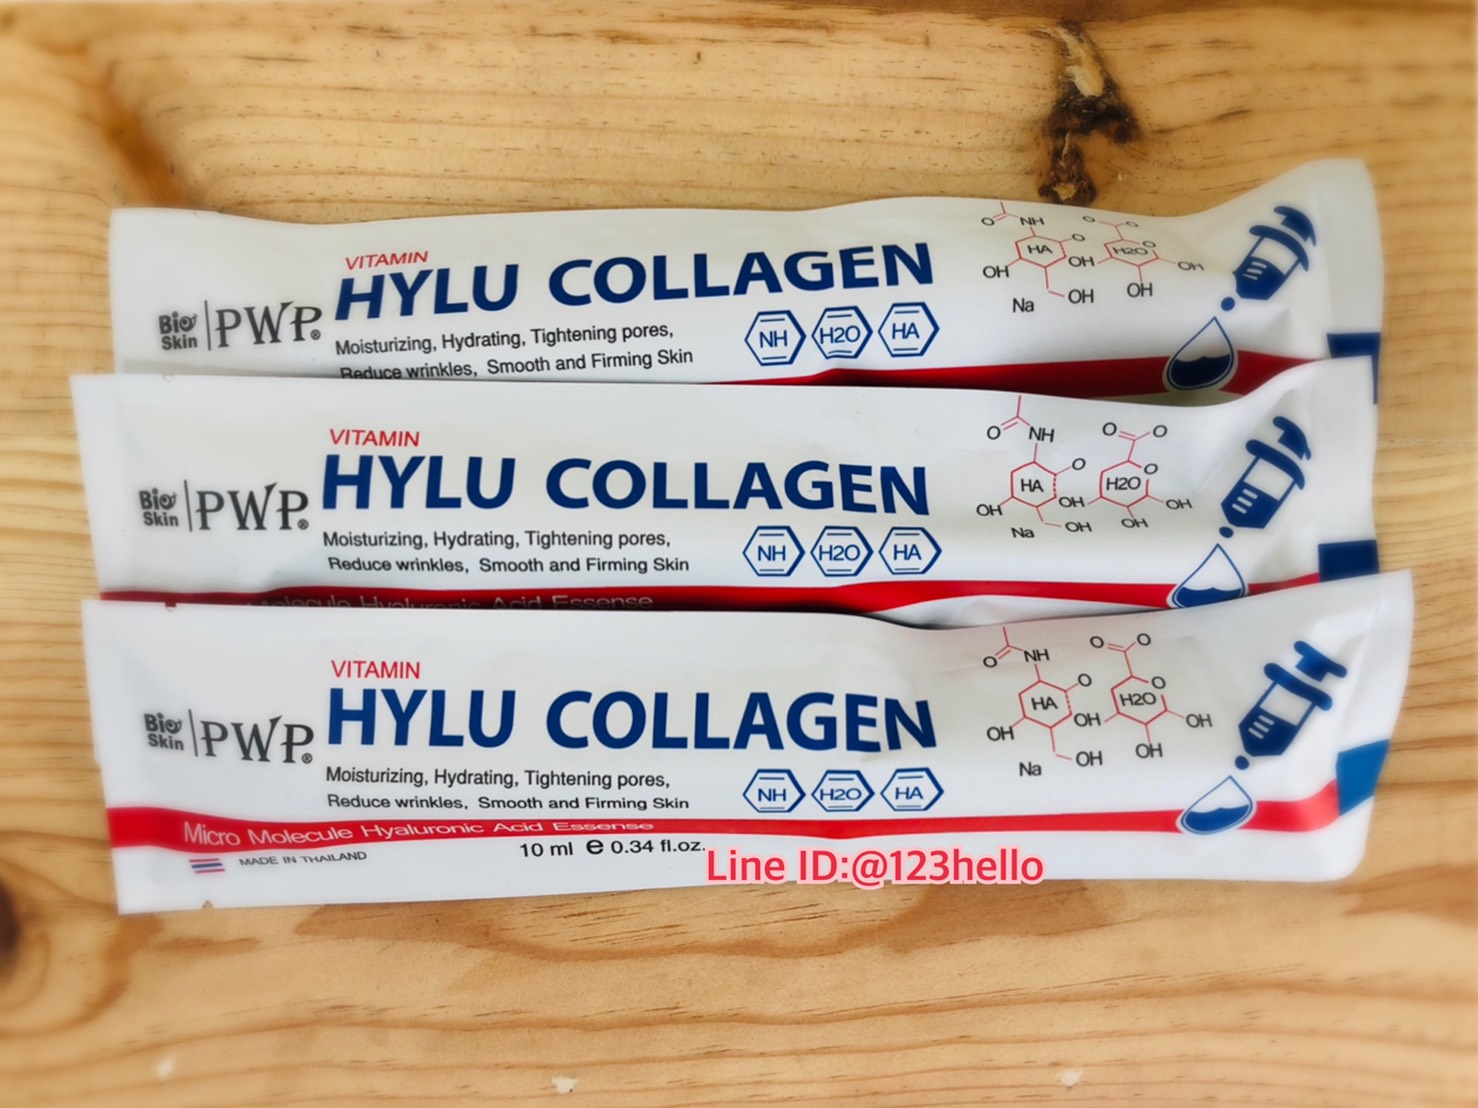 VITAMIN
HYLU COLLAGEN
Bio Skin | PWP®
Moisturizing, Hydrating, Tightening pores,
Reduce wrinkles, Smooth and Firming Skin
NH H2O HA
O NH O O
HA O H2O O
OH OH OH
Na OH OH
VITAMIN
HYLU COLLAGEN
Bio Skin | PWP®
Moisturizing, Hydrating, Tightening pores,
Reduce wrinkles, Smooth and Firming Skin
NH H2O HA
O NH O O
HA O H2O O
OH OH OH
Na OH OH
Molecule Hyaluronic Acid Essense
VITAMIN
HYLU COLLAGEN
Bio Skin | PWP®
Moisturizing, Hydrating, Tightening pores,
Reduce wrinkles, Smooth and Firming Skin
NH H2O HA
O NH O O
HA O H2O O
OH OH OH
Na OH OH
Micro Molecule Hyaluronic Acid Essense
MADE IN THAILAND
10 ml e 0.34 fl.oz.
Line ID:@123hello